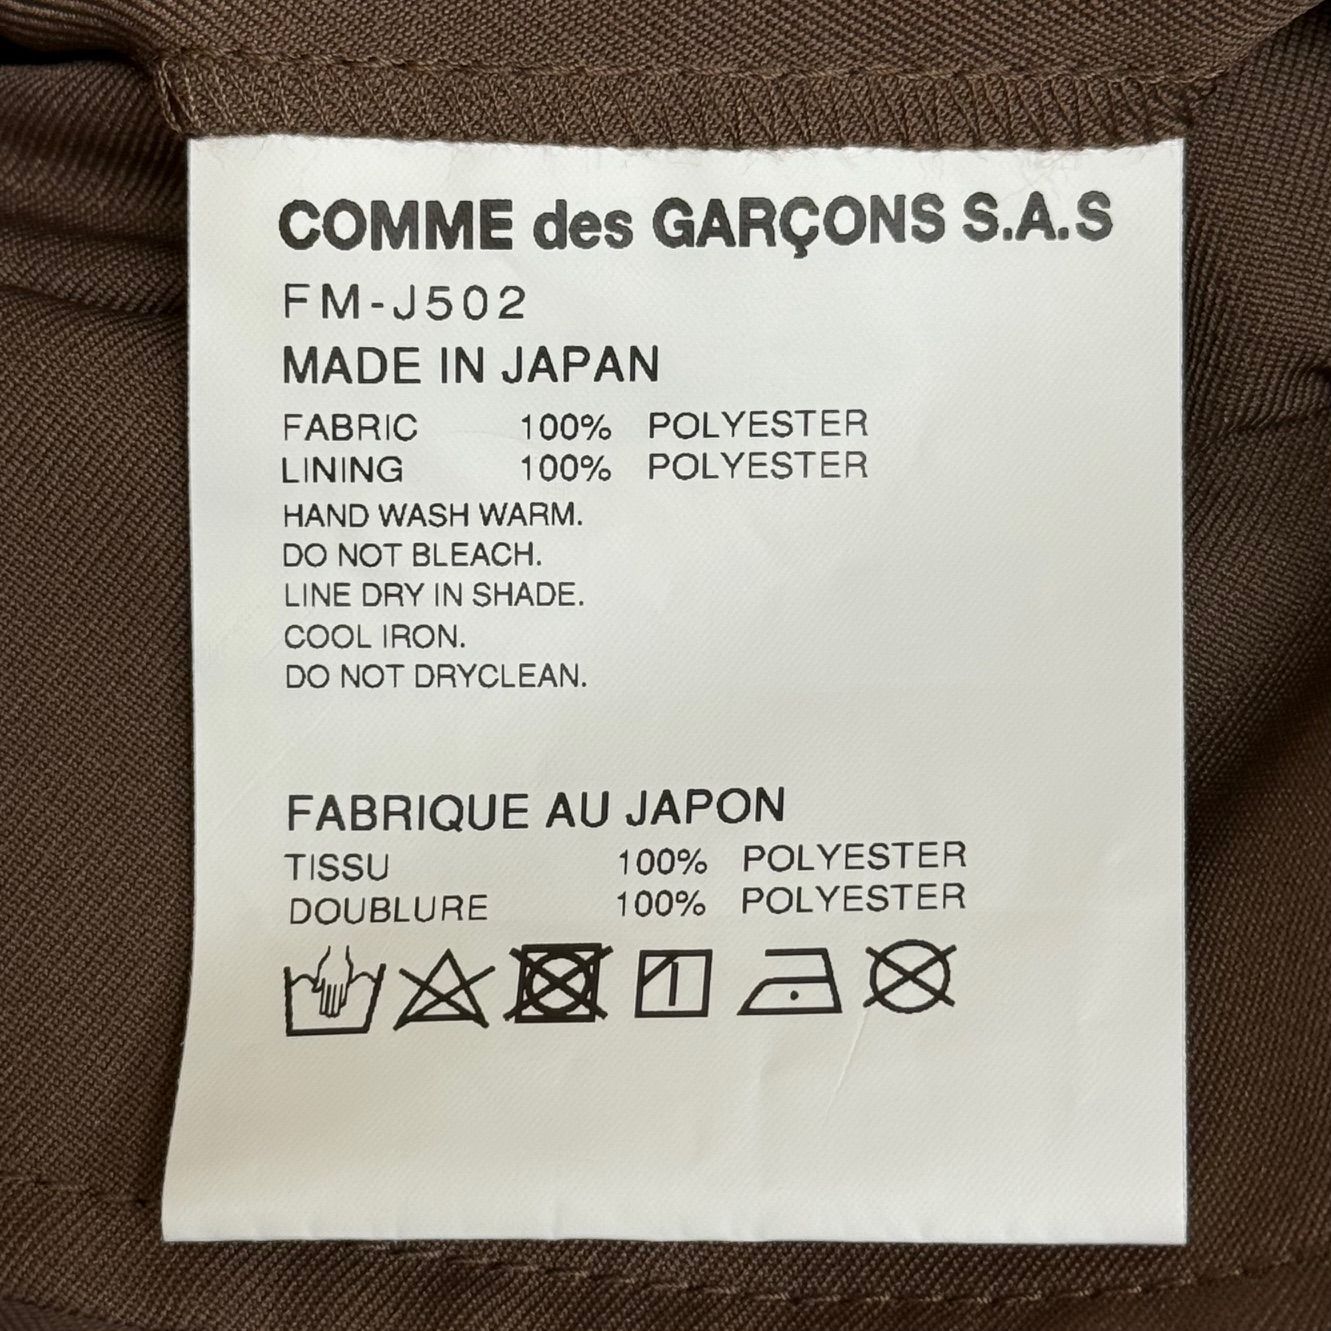 COMME des GARÇONS S.A.S
FM-J502
MADE IN JAPAN
FABRIC 100% POLYESTER
LINING 100% POLYESTER
HAND WASH WARM.
DO NOT BLEACH.
LINE DRY IN SHADE.
COOL IRON.
DO NOT DRYCLEAN.
FABRIQUE AU JAPON
TISSU 100% POLYESTER
DOUBLURE 100% POLYESTER